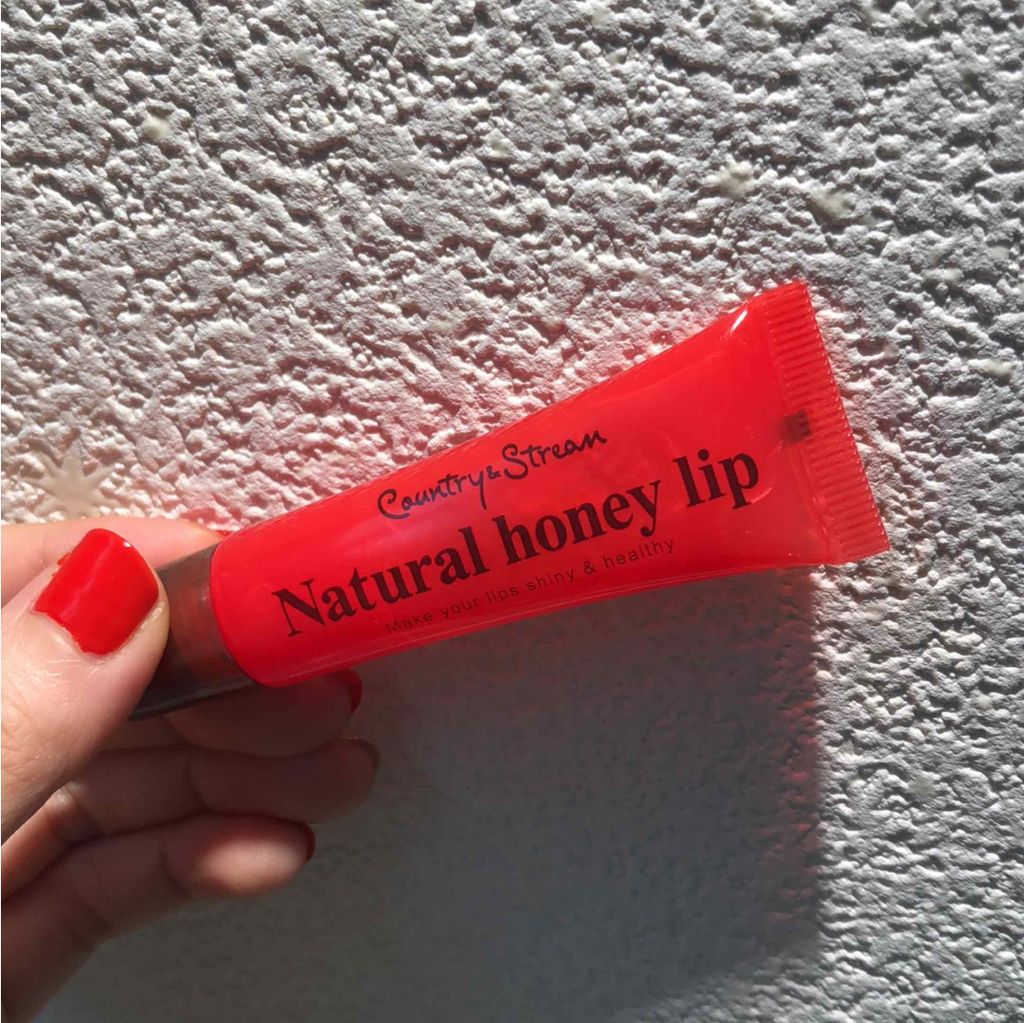 Country & Stream
Natural honey lip
Make your lips shiny & healthy